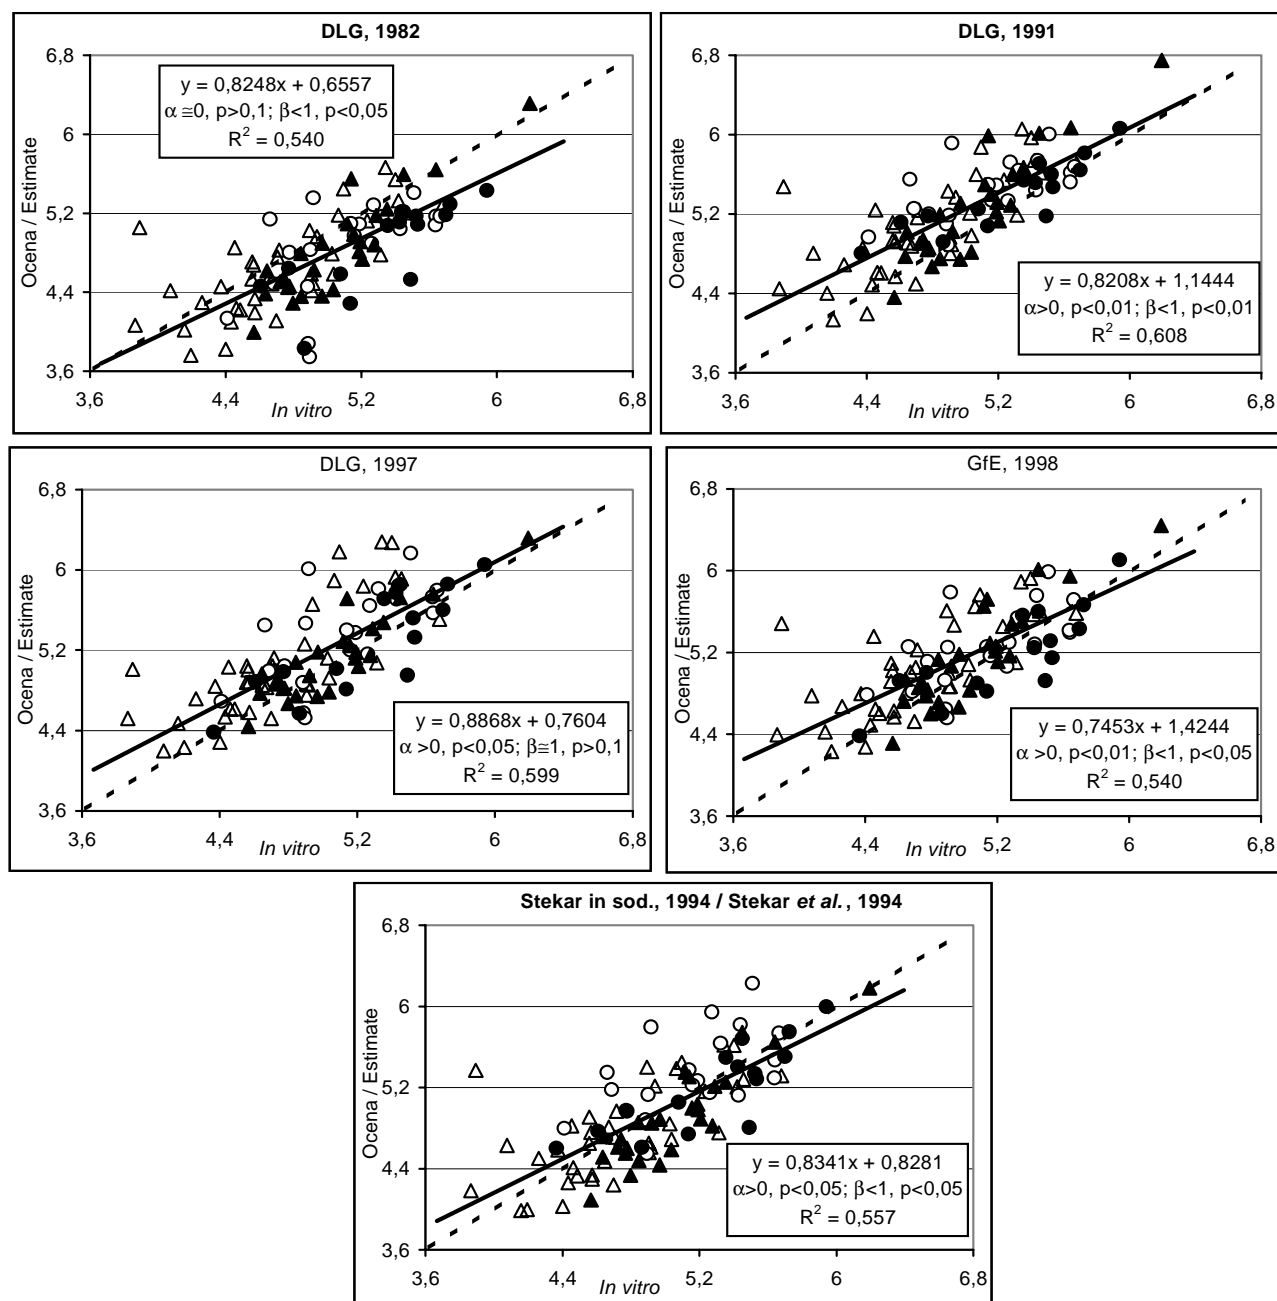 DLG, 1982
6,8
6
5,2
4,4
3,6
Ocena / Estimate
y = 0,8248x + 0,6557
α ≅0, p>0,1; β<1, p<0,05
R² = 0,540
3,6 4,4 5,2 6 6,8
In vitro
DLG, 1991
6,8
6
5,2
4,4
3,6
Ocena / Estimate
y = 0,8208x + 1,1444
α>0, p<0,01; β<1, p<0,01
R² = 0,608
3,6 4,4 5,2 6 6,8
In vitro
DLG, 1997
6,8
6
5,2
4,4
3,6
Ocena / Estimate
y = 0,8868x + 0,7604
α >0, p<0,05; β≅1, p>0,1
R² = 0,599
3,6 4,4 5,2 6 6,8
In vitro
GfE, 1998
6,8
6
5,2
4,4
3,6
Ocena / Estimate
y = 0,7453x + 1,4244
α >0, p<0,01; β<1, p<0,05
R² = 0,540
3,6 4,4 5,2 6 6,8
In vitro
Stekar in sod., 1994 / Stekar et al., 1994
6,8
6
5,2
4,4
3,6
Ocena / Estimate
y = 0,8341x + 0,8281
α>0, p<0,05; β<1, p<0,05
R² = 0,557
3,6 4,4 5,2 6 6,8
In vitro